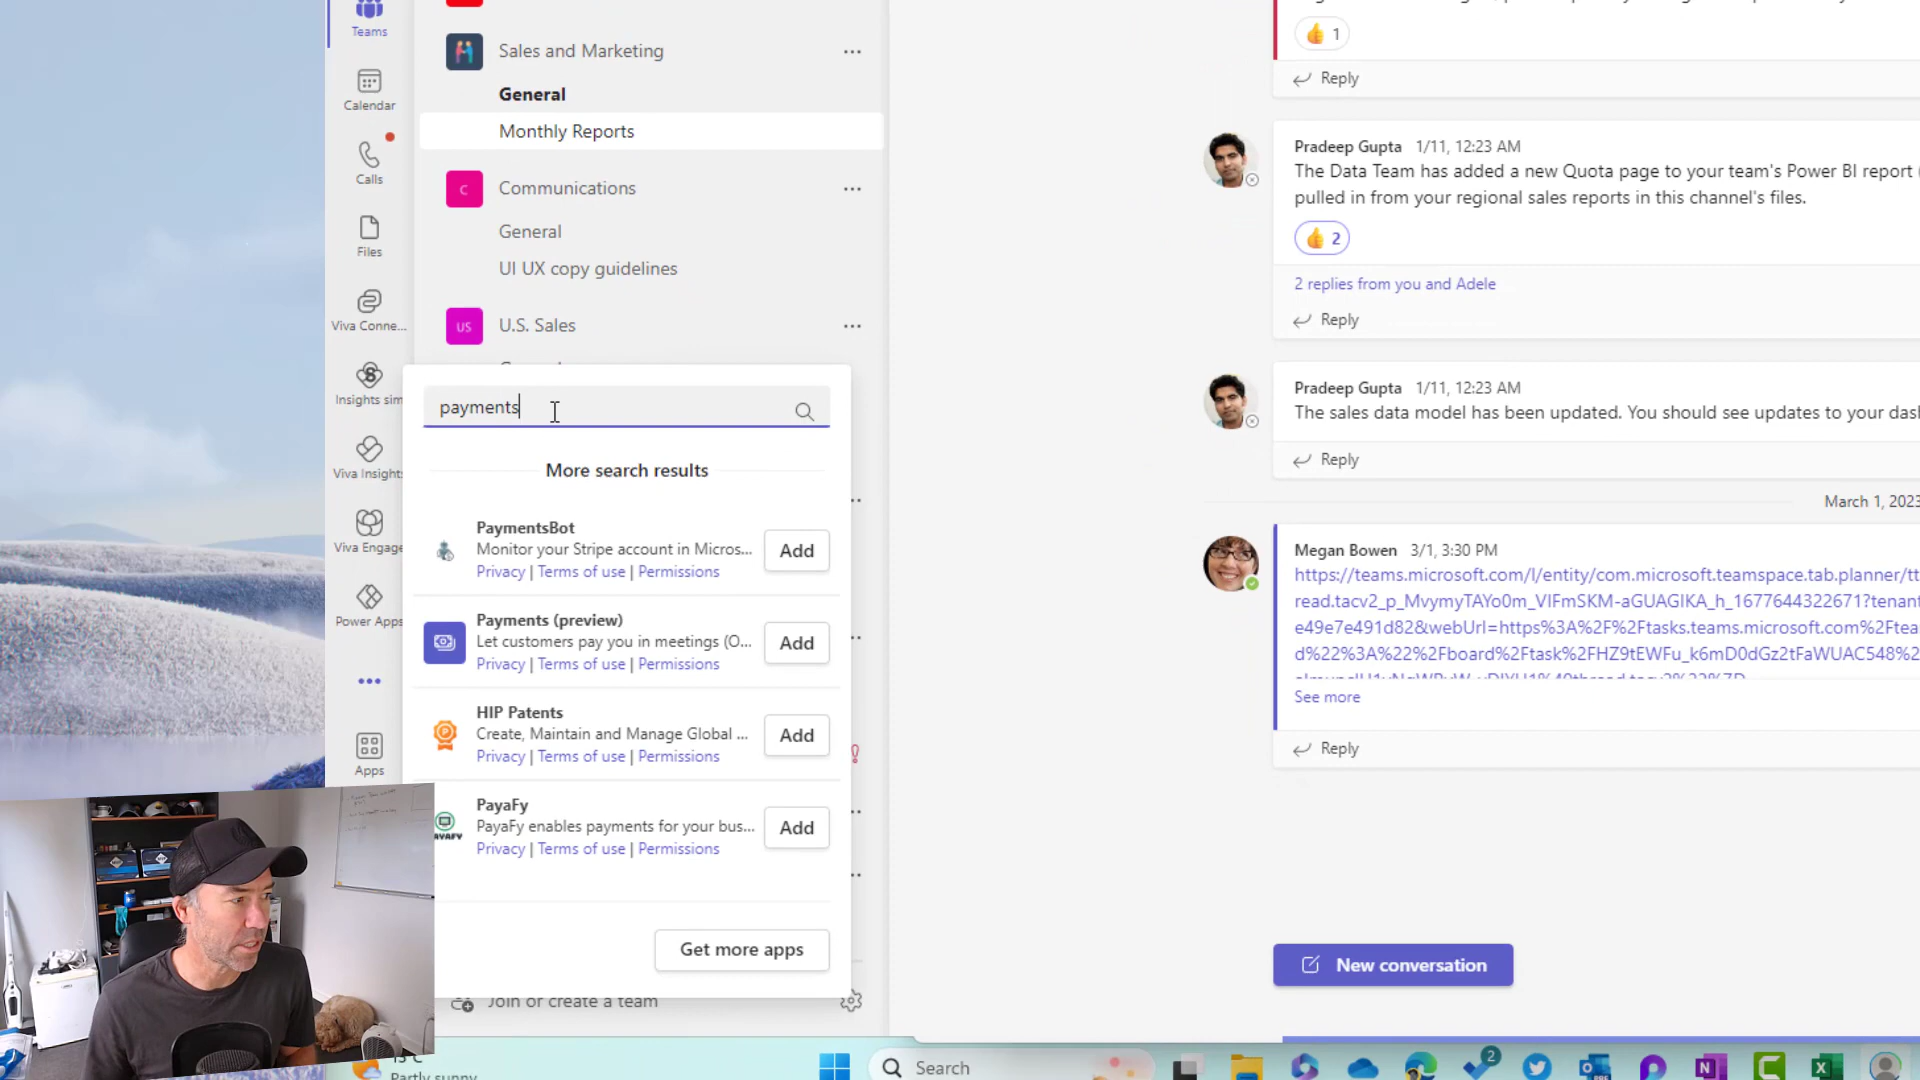 Teams
Calendar
Calls
Files
Viva Conne...
Insights sim
Viva Insights
Viva Engage
Power Apps
Apps
Sales and Marketing
General
Monthly Reports
C
Communications
General
UI UX copy guidelines
US
U.S. Sales
payments
More search results
PaymentsBot
Monitor your Stripe account in Micros...
Privacy | Terms of use | Permissions
Add
Payments (preview)
Let customers pay you in meetings (O...
Privacy | Terms of use | Permissions
Add
HIP Patents
Create, Maintain and Manage Global ...
Privacy | Terms of use | Permissions
Add
PayaFy
PayaFy enables payments for your bus...
Privacy | Terms of use | Permissions
Add
Get more apps
Join or create a team
1
Reply
Pradeep Gupta 1/11, 12:23 AM
The Data Team has added a new Quota page to your team's Power BI report
pulled in from your regional sales reports in this channel's files.
2
2 replies from you and Adele
Reply
Pradeep Gupta 1/11, 12:23 AM
The sales data model has been updated. You should see updates to your das
Reply
March 1, 2023
Megan Bowen 3/1, 3:30 PM
https://teams.microsoft.com/l/entity/com.microsoft.teamspace.tab.planner/tt
read.tacv2_p_MvymyTAYo0m_VIFmSKM-aGUAGIKA_h_1677644322671?tenant
e49e7e491d82&webUrl=https%3A%2F%2Ftasks.teams.microsoft.com%2Ftea
d%22%3A%22%2Fboard%2Ftask%2FHZ9tEWFu_k6mD0dGz2tFaWUAC548%2
See more
Reply
New conversation
Partly sunny
Search
2